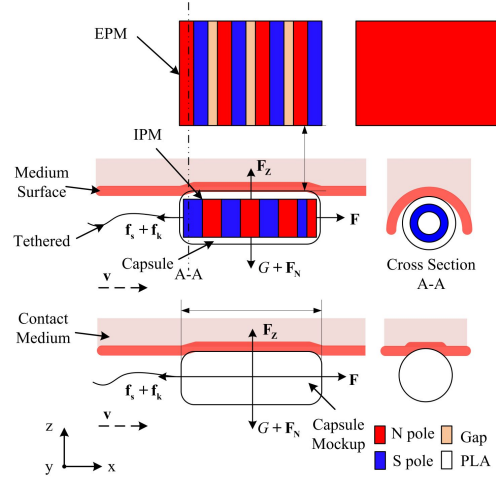 EPM
IPM
F_Z
Medium
Surface
Tethered
f_s + f_k
F
Capsule
A-A
G + F_N
Cross Section
A-A
v
Contact
Medium
F_Z
F
f_s + f_k
v
G + F_N
Capsule
Mockup
z
y
x
N pole
Gap
S pole
PLA